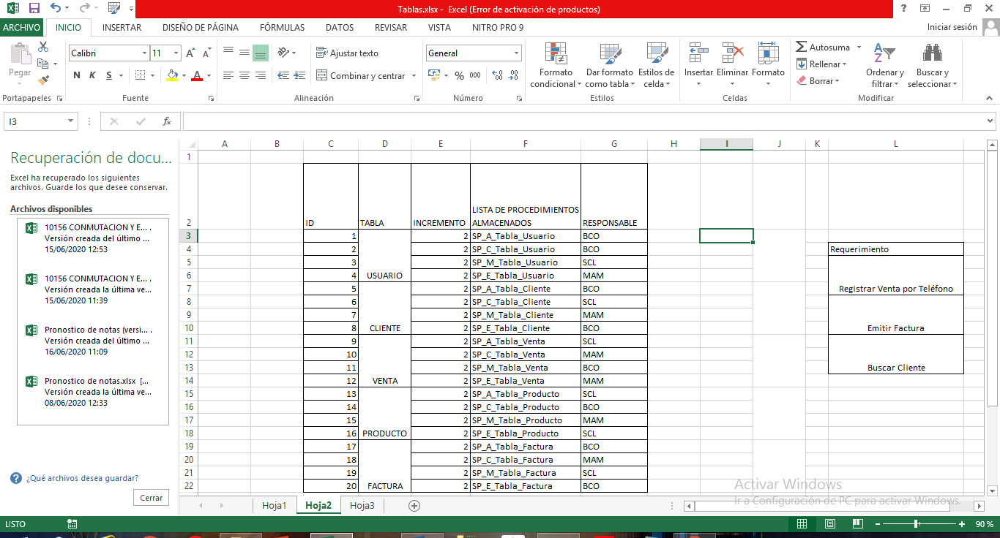 Tablas.xlsx - Excel (Error de activación de productos)
ARCHIVO INICIO INSERTAR DISEÑO DE PÁGINA FÓRMULAS DATOS REVISAR VISTA NITRO PRO 9 Iniciar sesión
Pegar
Portapapeles
Calibri 11
N K S
Fuente
Ajustar texto
Combinar y centrar
Alineación
General
% 000
Número
Formato condicional
Dar formato como tabla
Estilos de celda
Estilos
Insertar Eliminar Formato
Celdas
Autosuma
Rellenar
Borrar
Ordenar y filtrar
Buscar y seleccionar
Modificar
I3 fx
Recuperación de docu...
Excel ha recuperado los siguientes
archivos. Guarde los que desee conservar.
Archivos disponibles
10156 CONMUTACION Y E... .
Versión creada del último ...
15/06/2020 12:53
10156 CONMUTACION Y E... .
Versión creada la última ve...
15/06/2020 11:39
Pronostico de notas (versi... .
Versión creada del último ...
16/06/2020 11:09
Pronostico de notas.xlsx [...
Versión creada la última ve...
08/06/2020 12:33
¿Qué archivos desea guardar?
Cerrar
A B C D E F G H I J K L
1
2 ID TABLA INCREMENTO LISTA DE PROCEDIMIENTOS ALMACENADOS RESPONSABLE
3 1 2 SP_A_Tabla_Usuario BCO
4 2 2 SP_C_Tabla_Usuario BCO Requerimiento
5 3 2 SP_M_Tabla_Usuario SCL
6 4 USUARIO 2 SP_E_Tabla_Usuario MAM
7 5 2 SP_A_Tabla_Cliente BCO Registrar Venta por Teléfono
8 6 2 SP_C_Tabla_Cliente SCL
9 7 2 SP_M_Tabla_Cliente MAM
10 8 CLIENTE 2 SP_E_Tabla_Cliente BCO Emitir Factura
11 9 2 SP_A_Tabla_Venta SCL
12 10 2 SP_C_Tabla_Venta MAM
13 11 2 SP_M_Tabla_Venta BCO Buscar Cliente
14 12 VENTA 2 SP_E_Tabla_Venta MAM
15 13 2 SP_A_Tabla_Producto SCL
16 14 2 SP_C_Tabla_Producto BCO
17 15 2 SP_M_Tabla_Producto MAM
18 16 PRODUCTO 2 SP_E_Tabla_Producto SCL
19 17 2 SP_A_Tabla_Factura BCO
20 18 2 SP_C_Tabla_Factura MAM
21 19 2 SP_M_Tabla_Factura SCL
22 20 FACTURA 2 SP_E_Tabla_Factura BCO
Activar Windows
Ir a Configuración de PC para activar Windows.
Hoja1 Hoja2 Hoja3
LISTO 90 %